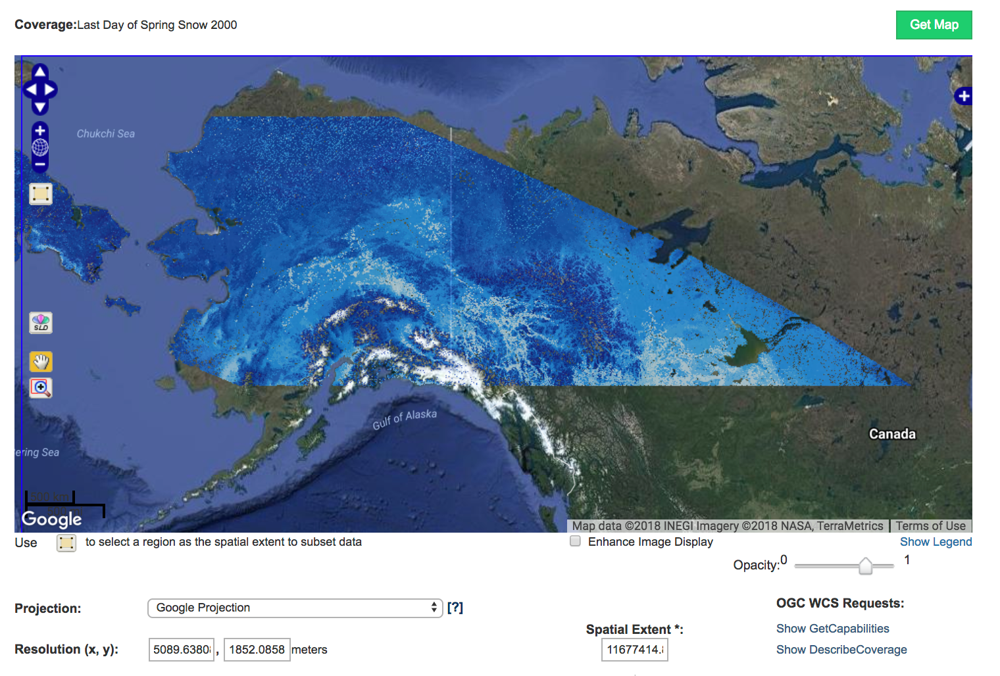 Coverage:Last Day of Spring Snow 2000
Get Map
Chukchi Sea
SLD
Gulf of Alaska
Canada
ering Sea
500 km
Google
Map data ©2018 INEGI Imagery ©2018 NASA, TerraMetrics
Terms of Use
Use to select a region as the spatial extent to subset data
Enhance Image Display
Show Legend
Opacity:0 1
Projection:
Google Projection
[?]
OGC WCS Requests:
Spatial Extent *:
Show GetCapabilities
Resolution (x, y):
5089.6380 , 1852.0858 meters
11677414.
Show DescribeCoverage